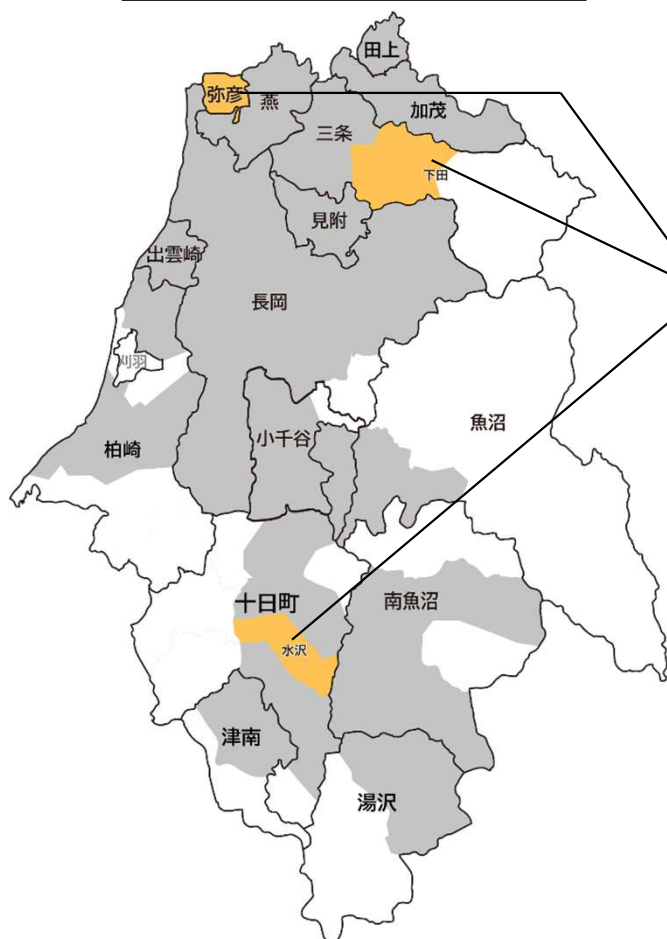 田上
弥彦
燕
加茂
三条
下田
見附
出雲崎
長岡
刈羽
魚沼
柏崎
小千谷
十日町
南魚沼
水沢
津南
湯沢